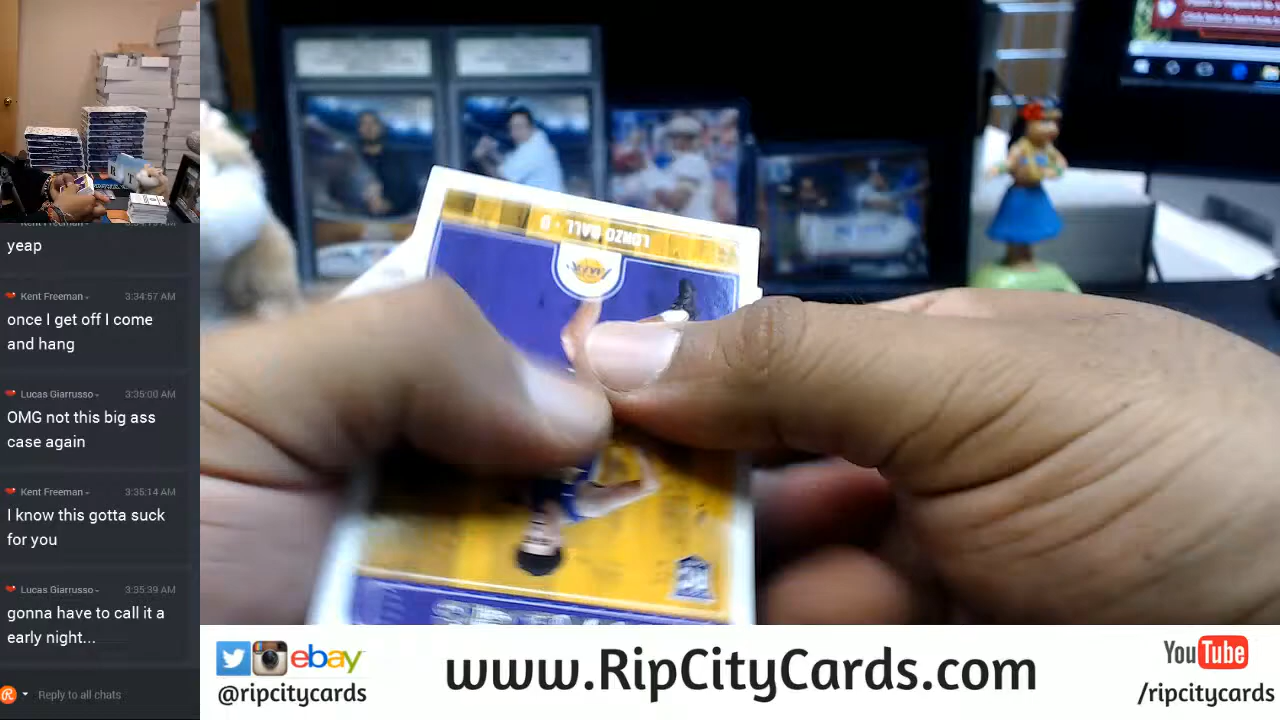 yeap
Kent Freeman
3:34:57 AM
once I get off I come
and hang
Lucas Giarrusso
3:35:00 AM
OMG not this big ass
case again
Kent Freeman
3:35:14 AM
I know this gotta suck
for you
Lucas Giarrusso
3:35:39 AM
gonna have to call it a
early night...
Reply to all chats
LONZO BALL
ebay
@ripcitycards
www.RipCityCards.com
YouTube
/ripcitycards